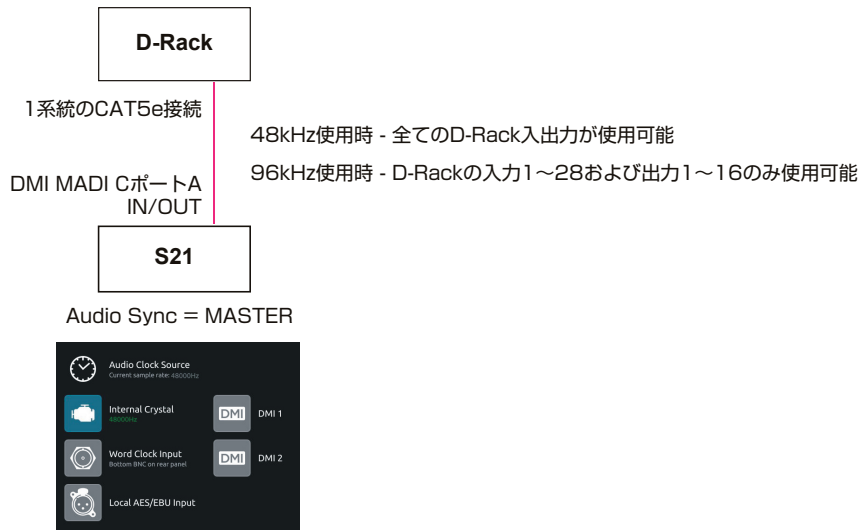 D-Rack
1系統のCAT5e接続
48kHz使用時 - 全てのD-Rack入出力が使用可能
96kHz使用時 - D-Rackの入力1～28および出力1～16のみ使用可能
DMI MADI CポートA
IN/OUT
S21
Audio Sync = MASTER
Audio Clock Source
Current sample rate: 48000Hz
Internal Crystal
48000Hz
DMI
DMI 1
Word Clock Input
Bottom BNC on rear panel
DMI
DMI 2
Local AES/EBU Input